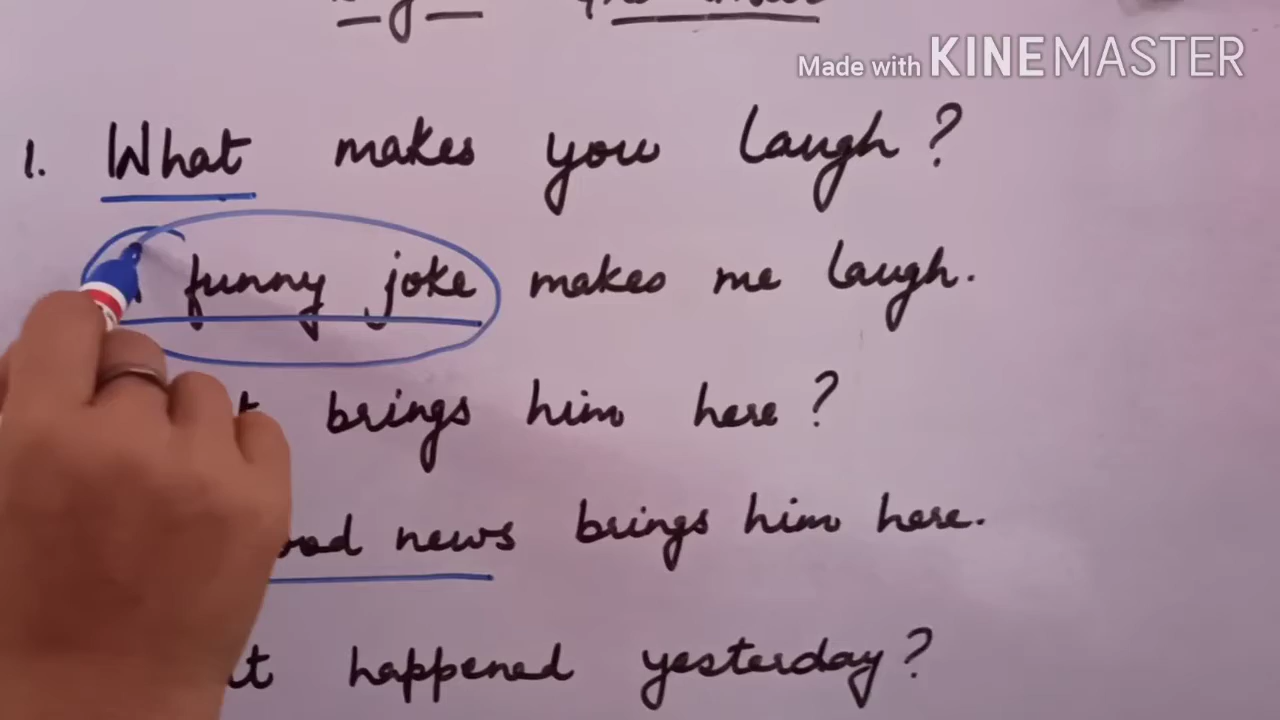 Made with KINEMASTER
1. What makes you laugh?
funny joke makes me laugh.
brings him here?
news brings him here.
happened yesterday?